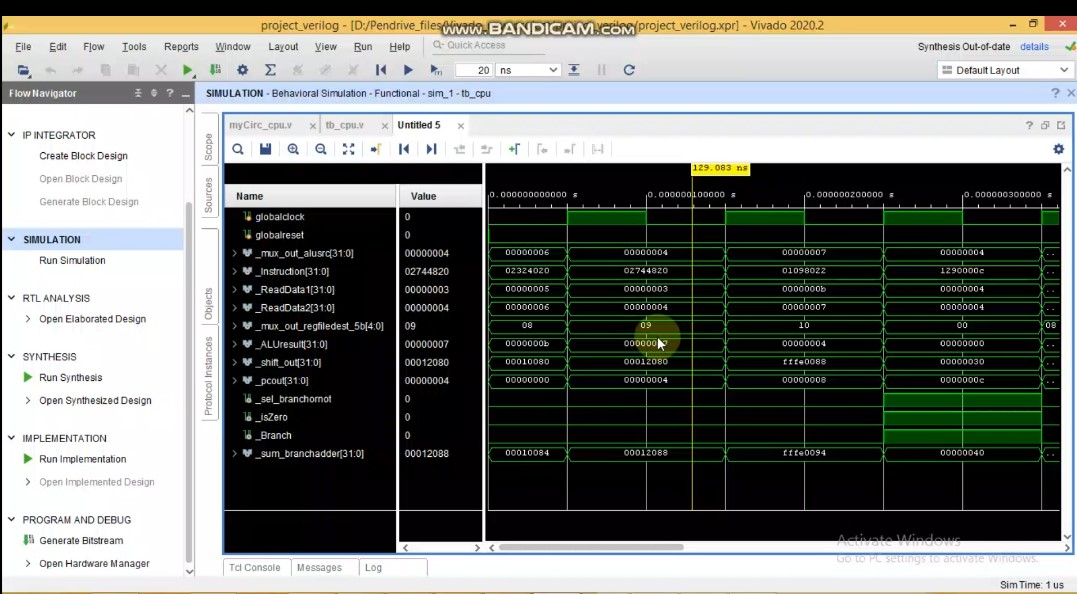 project_verilog - [D:/Pendrive_files/Vivado verilog/project_verilog.xpr] - Vivado 2020.2
www.BANDICAM.com
File Edit Flow Tools Reports Window Layout View Run Help Quick Access Synthesis Out-of-date details
20 ns Default Layout
Flow Navigator SIMULATION - Behavioral Simulation - Functional - sim_1 - tb_cpu
myCirc_cpu.v tb_cpu.v Untitled 5
IP INTEGRATOR
Create Block Design
Open Block Design
Generate Block Design
SIMULATION
Run Simulation
RTL ANALYSIS
Open Elaborated Design
SYNTHESIS
Run Synthesis
Open Synthesized Design
IMPLEMENTATION
Run Implementation
Open Implemented Design
PROGRAM AND DEBUG
Generate Bitstream
Open Hardware Manager
Scope
Sources
Objects
Protocol Instances
129.083 ns
Name Value 0.000000000000 s 0.000000100000 s 0.000000200000 s 0.000000300000 s
globalclock 0
globalreset 0
_mux_out_alusrc[31:0] 00000004 00000006 00000004 00000007 00000004 ..
_Instruction[31:0] 02744820 02324020 02744820 01098022 1290000c ..
_ReadData1[31:0] 00000003 00000005 00000003 0000000b 00000004 ..
_ReadData2[31:0] 00000004 00000006 00000004 00000007 00000004 ..
_mux_out_regfiledest_5b[4:0] 09 08 09 10 00 08
_ALUresult[31:0] 00000007 0000000b 00000007 00000004 00000000 ..
_shift_out[31:0] 00012080 00010080 00012080 fffe0088 00000030 ..
_pcout[31:0] 00000004 00000000 00000004 00000008 0000000c ..
_sel_branchornot 0
_isZero 0
_Branch 0
_sum_branchadder[31:0] 00012088 00010084 00012088 fffe0094 00000040 ..
Activate Windows
Go to PC settings to activate Windows.
Tcl Console Messages Log
Sim Time: 1 us